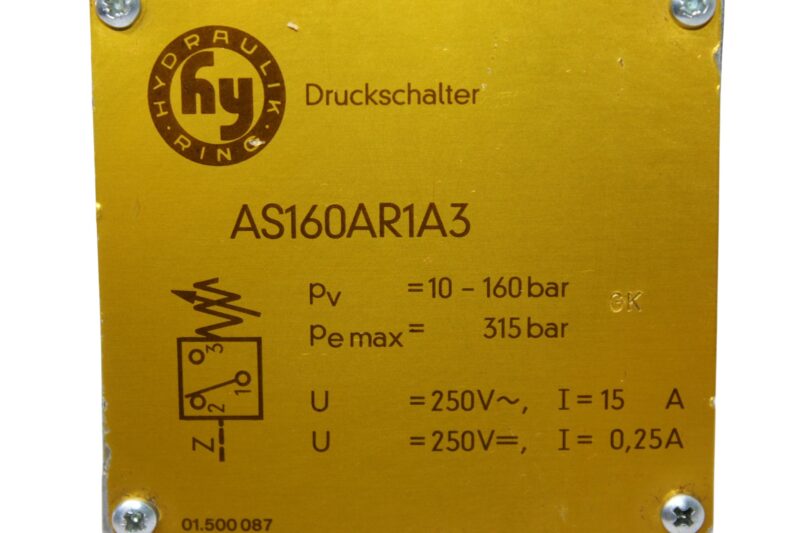 HYDRAULIK RING
hy
Druckschalter
AS160AR1A3
pv = 10 - 160 bar
GK
pe max = 315 bar
3
1
2
Z
U = 250V~, I = 15 A
U = 250V⎓, I = 0,25A
01.500 087